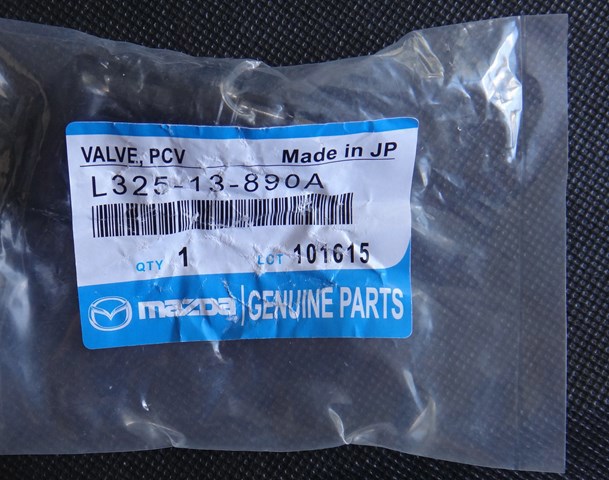 VALVE, PCV Made in JP
L325-13-890A
QTY 1 LOT 101615
mazda GENUINE PARTS